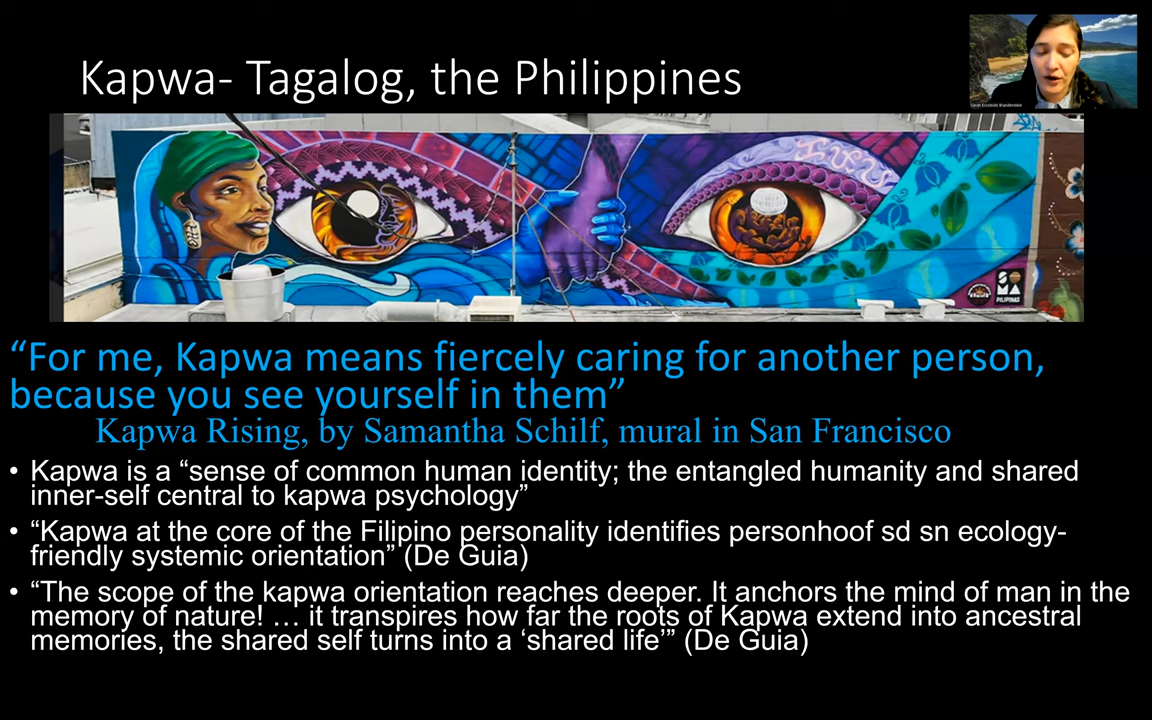 Kapwa- Tagalog, the Philippines
SOMA
PILIPINAS
“For me, Kapwa means fiercely caring for another person,
because you see yourself in them”
Kapwa Rising, by Samantha Schilf, mural in San Francisco
• Kapwa is a “sense of common human identity; the entangled humanity and shared
inner-self central to kapwa psychology”
• “Kapwa at the core of the Filipino personality identifies personhoof sd sn ecology-
friendly systemic orientation” (De Guia)
• “The scope of the kapwa orientation reaches deeper. It anchors the mind of man in the
memory of nature! … it transpires how far the roots of Kapwa extend into ancestral
memories, the shared self turns into a ‘shared life’” (De Guia)